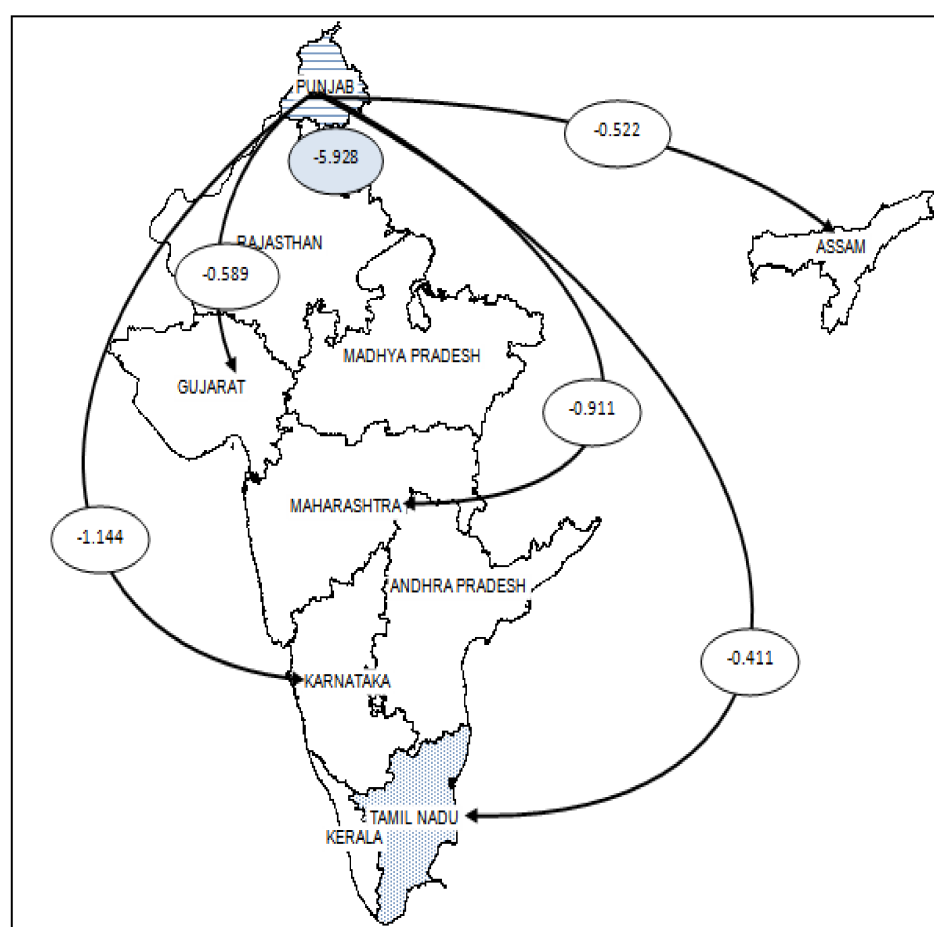 PUNJAB
-0.522
-5.928
RAJASTHAN
ASSAM
-0.589
MADHYA PRADESH
GUJARAT
-0.911
MAHARASHTRA
-1.144
ANDHRA PRADESH
-0.411
KARNATAKA
TAMIL NADU
KERALA